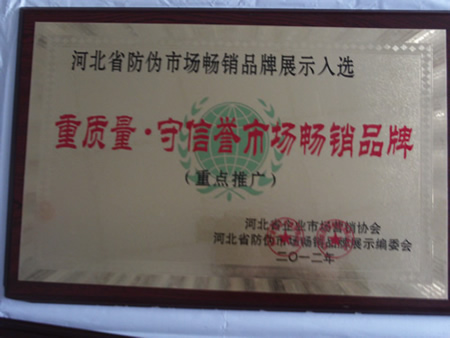 河北省防伪市场畅销品牌展示入选
重质量·守信誉市场畅销品牌
（重点推广）
河北省企业市场营销协会
河北省防伪市场畅销品牌展示编委会
二〇一二年